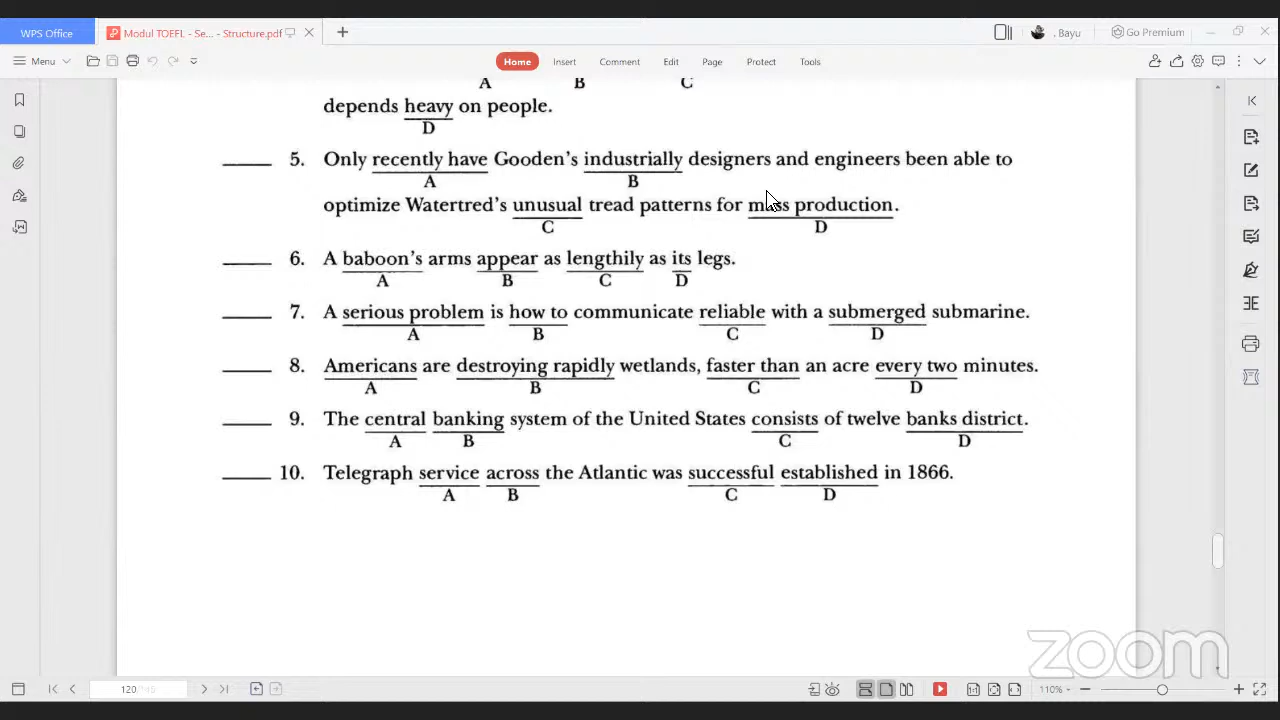 WPS Office
Modul TOEFL - Se... - Structure.pdf
, Bayu
Go Premium
Menu
Home Insert Comment Edit Page Protect Tools
A B C
depends heavy on people.
D
_____ 5. Only recently have Gooden's industrially designers and engineers been able to
A B
optimize Watertred's unusual tread patterns for mass production.
C D
_____ 6. A baboon's arms appear as lengthily as its legs.
A B C D
_____ 7. A serious problem is how to communicate reliable with a submerged submarine.
A B C D
_____ 8. Americans are destroying rapidly wetlands, faster than an acre every two minutes.
A B C D
_____ 9. The central banking system of the United States consists of twelve banks district.
A B C D
_____ 10. Telegraph service across the Atlantic was successful established in 1866.
A B C D
zoom
110%